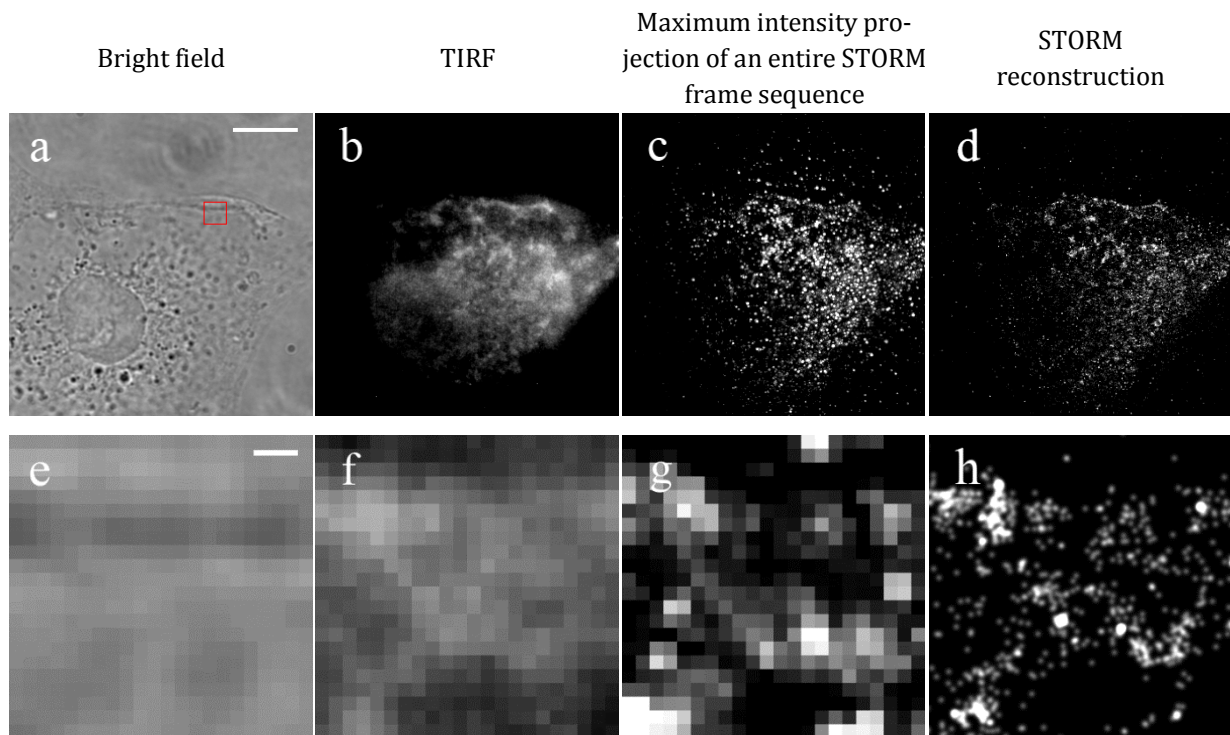 Bright field
TIRF
Maximum intensity pro-
jection of an entire STORM
frame sequence
STORM
reconstruction
a
b
c
d
e
f
g
h